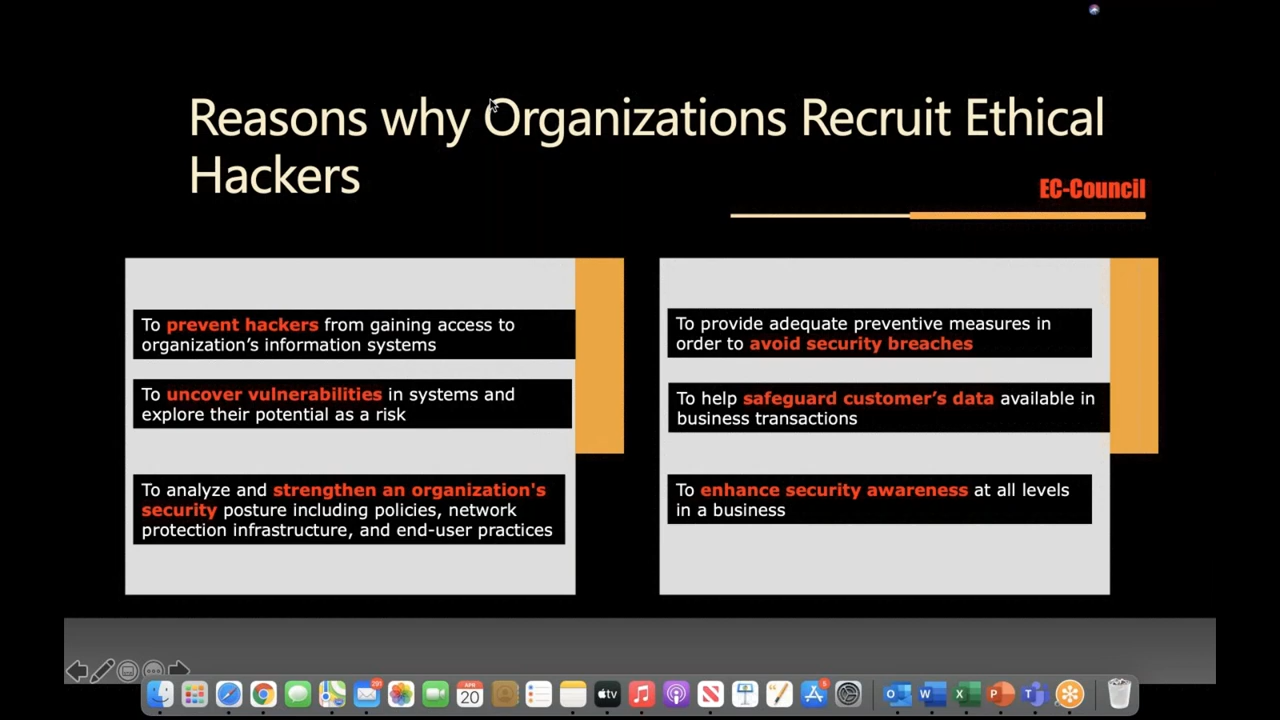 Reasons why Organizations Recruit Ethical
Hackers
EC-Council
To prevent hackers from gaining access to
organization's information systems
To uncover vulnerabilities in systems and
explore their potential as a risk
To analyze and strengthen an organization's
security posture including policies, network
protection infrastructure, and end-user practices
To provide adequate preventive measures in
order to avoid security breaches
To help safeguard customer's data available in
business transactions
To enhance security awareness at all levels
in a business
APR
20
tv